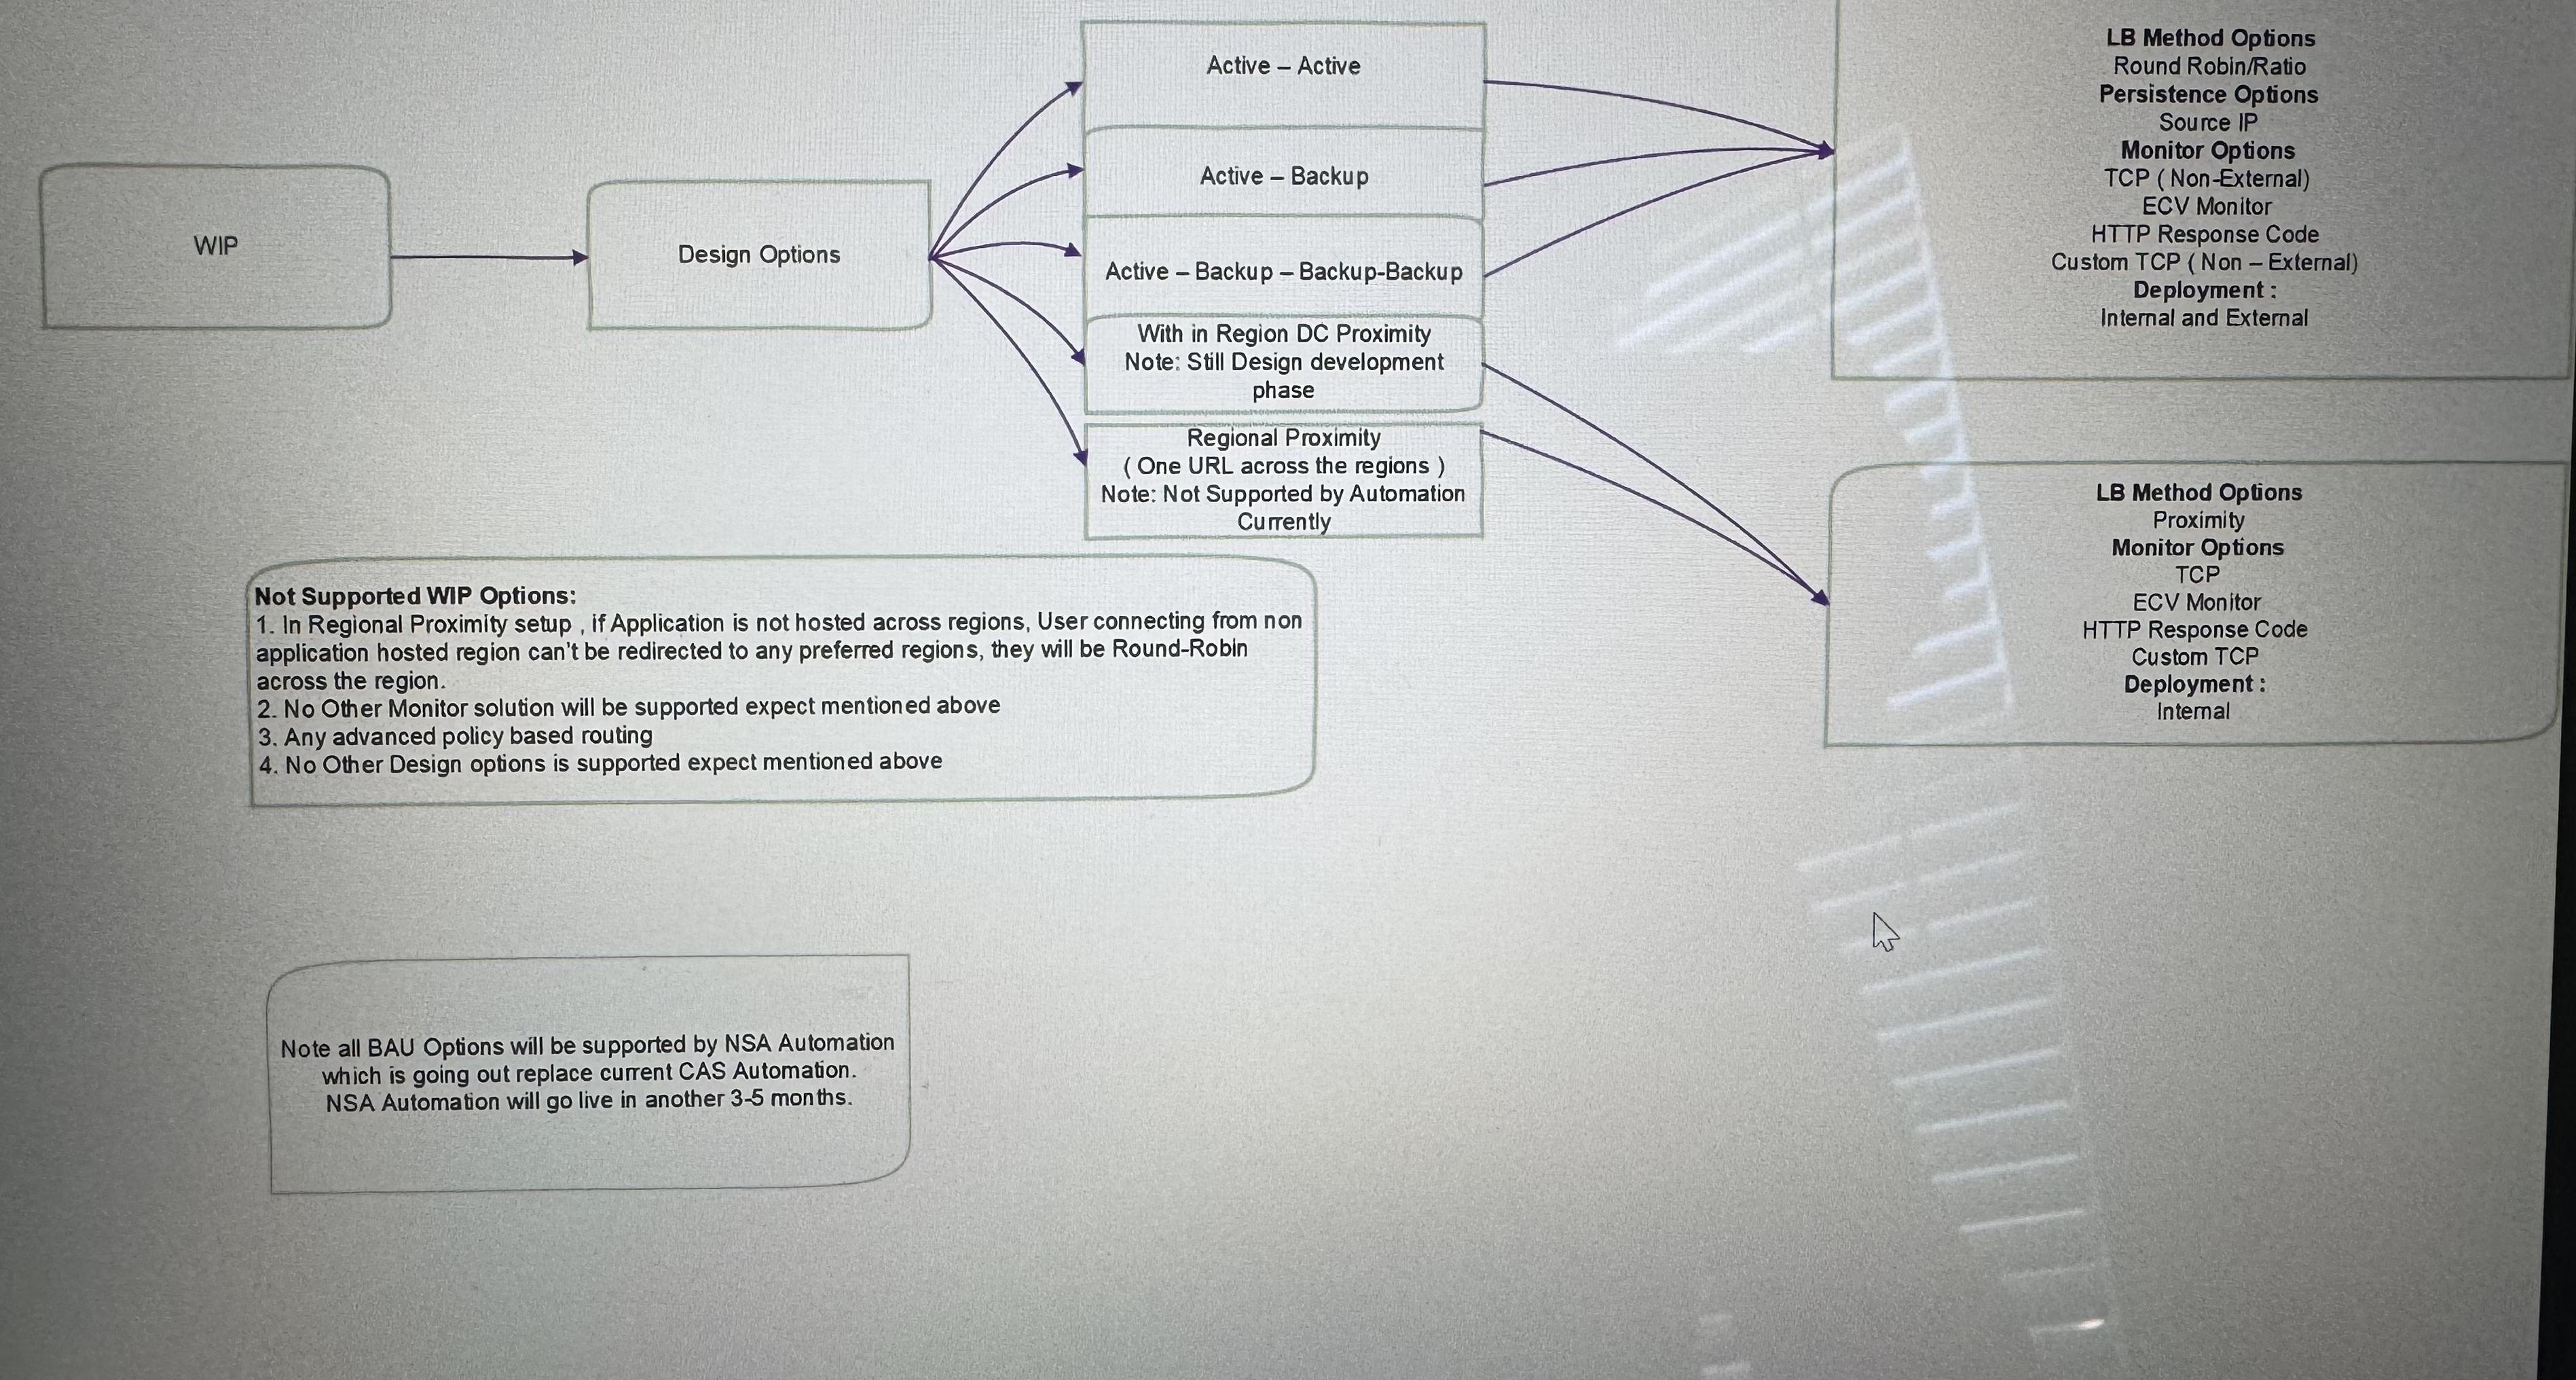 WIP
Design Options
Active – Active
Active – Backup
Active – Backup – Backup-Backup
With in Region DC Proximity
Note: Still Design development
phase
Regional Proximity
( One URL across the regions )
Note: Not Supported by Automation
Currently
LB Method Options
Round Robin/Ratio
Persistence Options
Source IP
Monitor Options
TCP ( Non-External)
ECV Monitor
HTTP Response Code
Custom TCP ( Non – External)
Deployment :
Internal and External
LB Method Options
Proximity
Monitor Options
TCP
ECV Monitor
HTTP Response Code
Custom TCP
Deployment :
Internal
Not Supported WIP Options:
1. In Regional Proximity setup , if Application is not hosted across regions, User connecting from non
application hosted region can't be redirected to any preferred regions, they will be Round-Robin
across the region.
2. No Other Monitor solution will be supported expect mentioned above
3. Any advanced policy based routing
4. No Other Design options is supported expect mentioned above
Note all BAU Options will be supported by NSA Automation
which is going out replace current CAS Automation.
NSA Automation will go live in another 3-5 months.